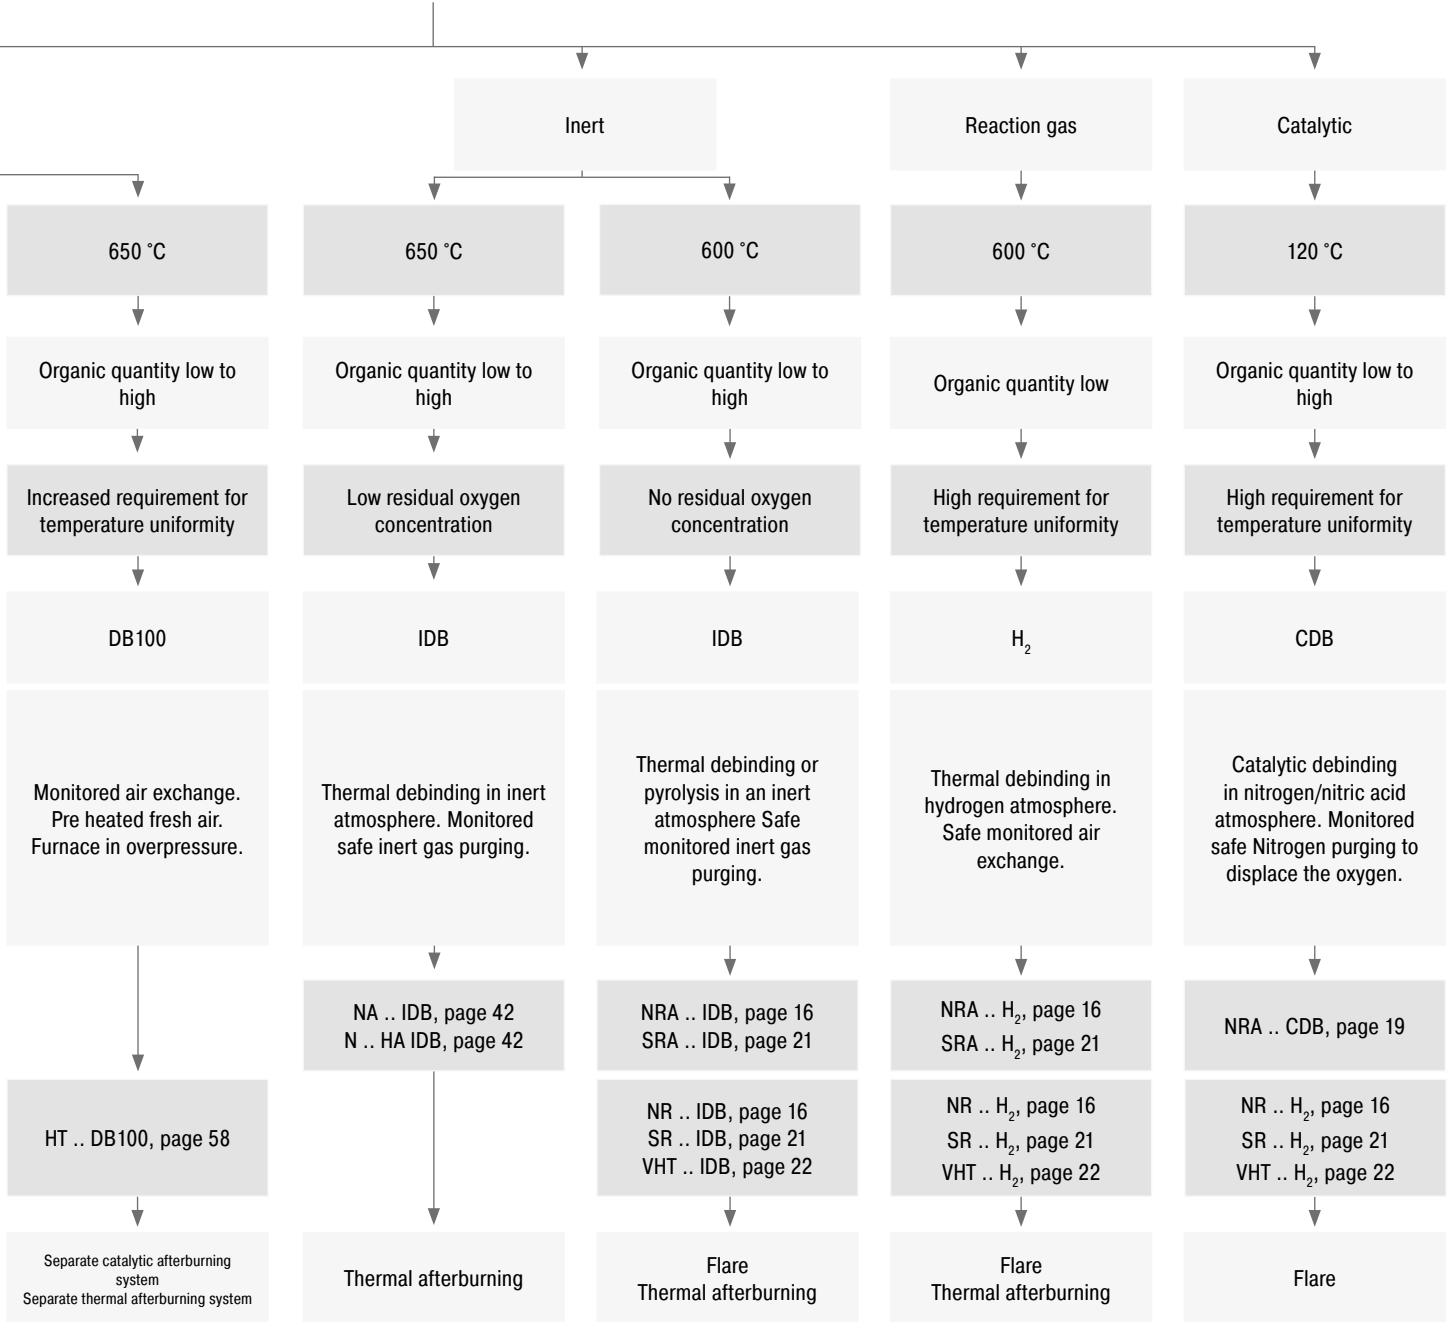 Inert
Reaction gas
Catalytic
650 °C
650 °C
600 °C
600 °C
120 °C
Organic quantity low to
high
Organic quantity low to
high
Organic quantity low to
high
Organic quantity low
Organic quantity low to
high
Increased requirement for
temperature uniformity
Low residual oxygen
concentration
No residual oxygen
concentration
High requirement for
temperature uniformity
High requirement for
temperature uniformity
DB100
IDB
IDB
H₂
CDB
Monitored air exchange.
Pre heated fresh air.
Furnace in overpressure.
Thermal debinding in inert
atmosphere. Monitored
safe inert gas purging.
Thermal debinding or
pyrolysis in an inert
atmosphere Safe
monitored inert gas
purging.
Thermal debinding in
hydrogen atmosphere.
Safe monitored air
exchange.
Catalytic debinding
in nitrogen/nitric acid
atmosphere. Monitored
safe Nitrogen purging to
displace the oxygen.
NA .. IDB, page 42
N .. HA IDB, page 42
NRA .. IDB, page 16
SRA .. IDB, page 21
NRA .. H₂, page 16
SRA .. H₂, page 21
NRA .. CDB, page 19
HT .. DB100, page 58
NR .. IDB, page 16
SR .. IDB, page 21
VHT .. IDB, page 22
NR .. H₂, page 16
SR .. H₂, page 21
VHT .. H₂, page 22
NR .. H₂, page 16
SR .. H₂, page 21
VHT .. H₂, page 22
Separate catalytic afterburning
system
Separate thermal afterburning system
Thermal afterburning
Flare
Thermal afterburning
Flare
Thermal afterburning
Flare